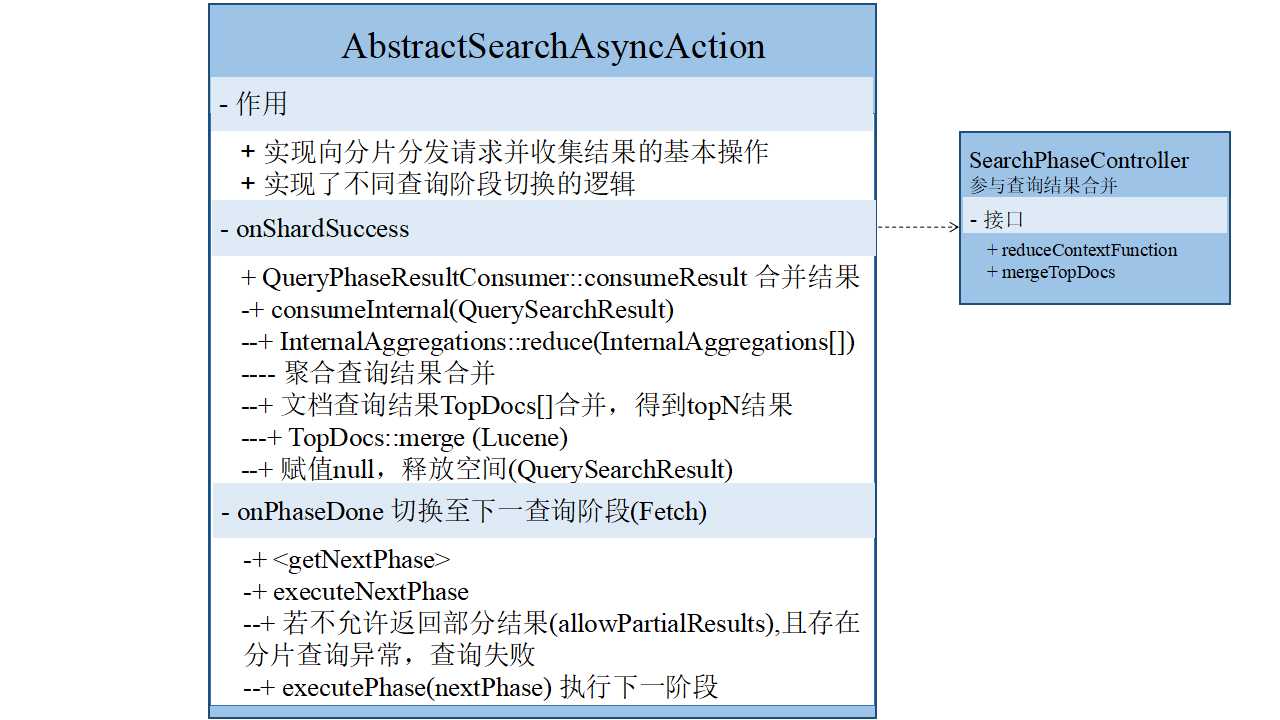 AbstractSearchAsyncAction
- 作用
+ 实现向分片分发请求并收集结果的基本操作
+ 实现了不同查询阶段切换的逻辑
- onShardSuccess
+ QueryPhaseResultConsumer::consumeResult 合并结果
-+ consumeInternal(QuerySearchResult)
--+ InternalAggregations::reduce(InternalAggregations[])
---- 聚合查询结果合并
--+ 文档查询结果TopDocs[]合并，得到topN结果
---+ TopDocs::merge (Lucene)
--+ 赋值null，释放空间(QuerySearchResult)
- onPhaseDone 切换至下一查询阶段(Fetch)
-+ <getNextPhase>
-+ executeNextPhase
--+ 若不允许返回部分结果(allowPartialResults),且存在
分片查询异常，查询失败
--+ executePhase(nextPhase) 执行下一阶段
SearchPhaseController
参与查询结果合并
- 接口
+ reduceContextFunction
+ mergeTopDocs